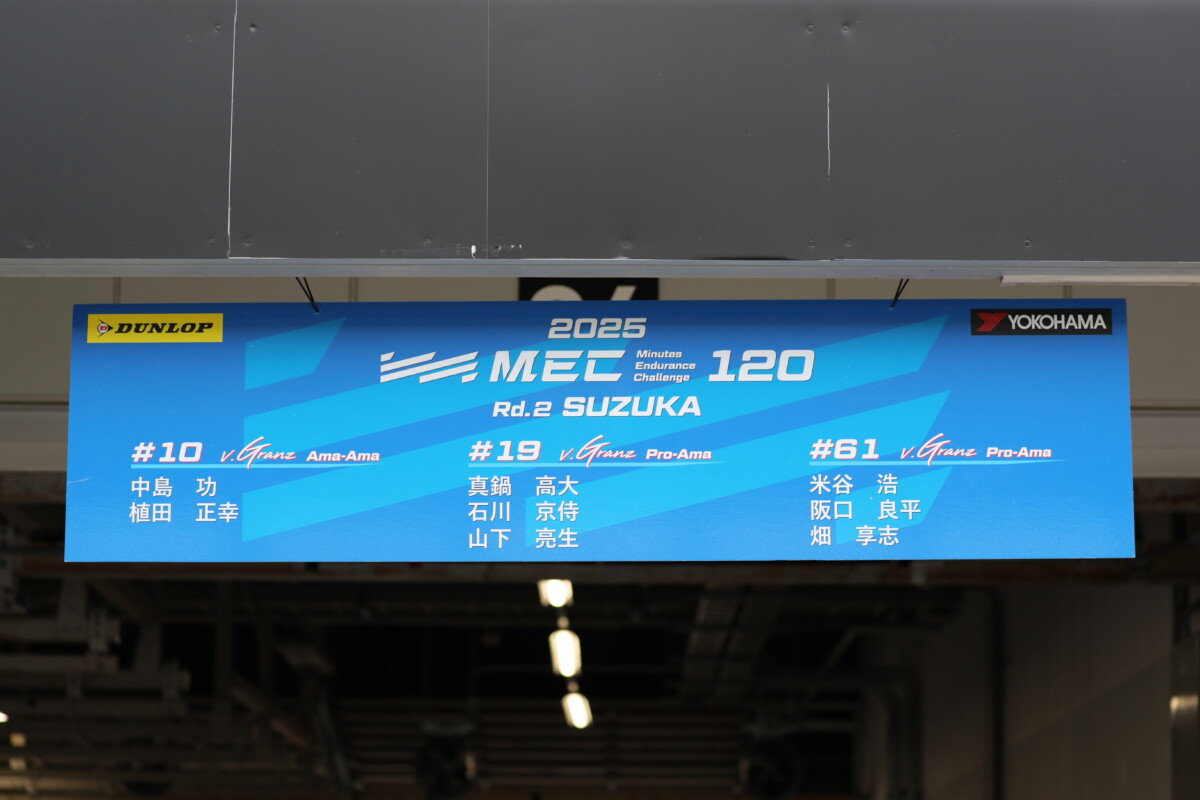 DUNLOP
YOKOHAMA
2025
MEC Minutes Endurance Challenge 120
Rd.2 SUZUKA
#10 v.Granz Ama-Ama
中島 功
植田 正幸
#19 v.Granz Pro-Ama
真鍋 高大
石川 京侍
山下 亮生
#61 v.Granz Pro-Ama
米谷 浩
阪口 良平
畑 享志